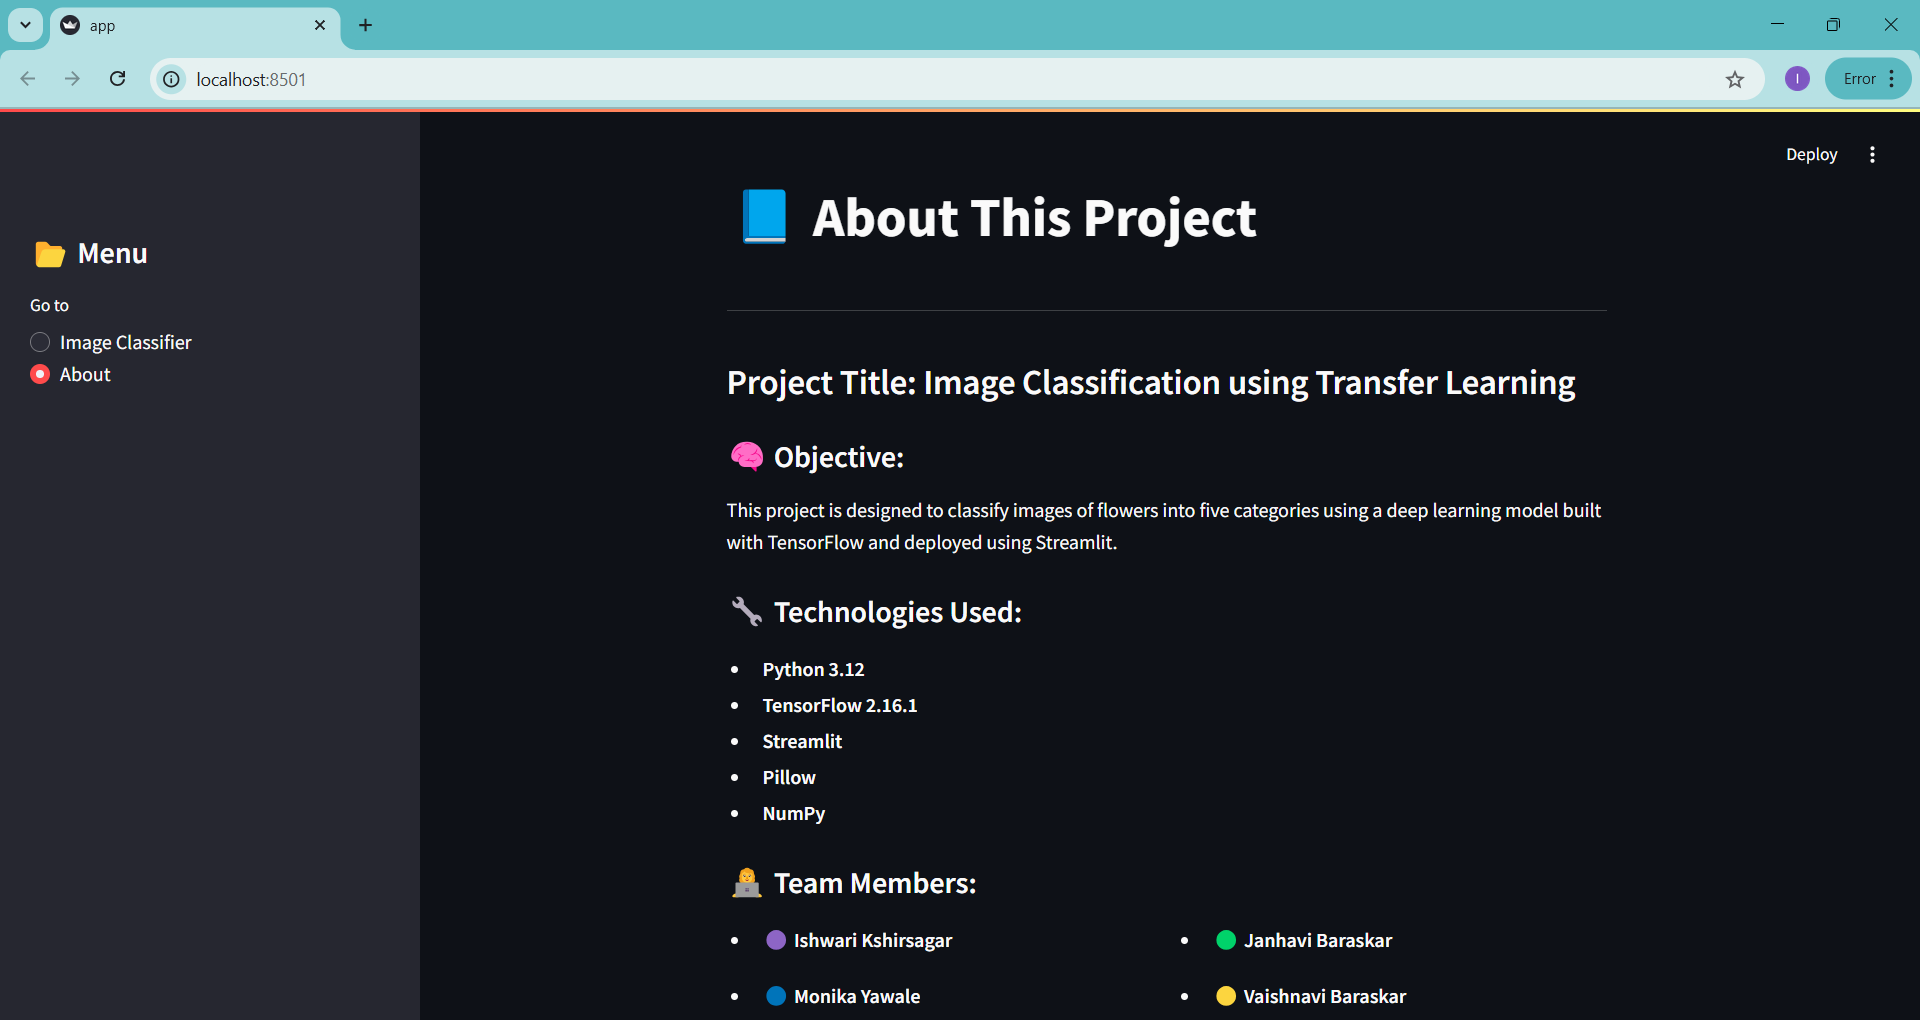 app
localhost:8501
I
Error
Deploy
Menu
Go to
Image Classifier
About
About This Project
Project Title: Image Classification using Transfer Learning
Objective:
This project is designed to classify images of flowers into five categories using a deep learning model built
with TensorFlow and deployed using Streamlit.
Technologies Used:
Python 3.12
TensorFlow 2.16.1
Streamlit
Pillow
NumPy
Team Members:
Ishwari Kshirsagar
Janhavi Baraskar
Monika Yawale
Vaishnavi Baraskar